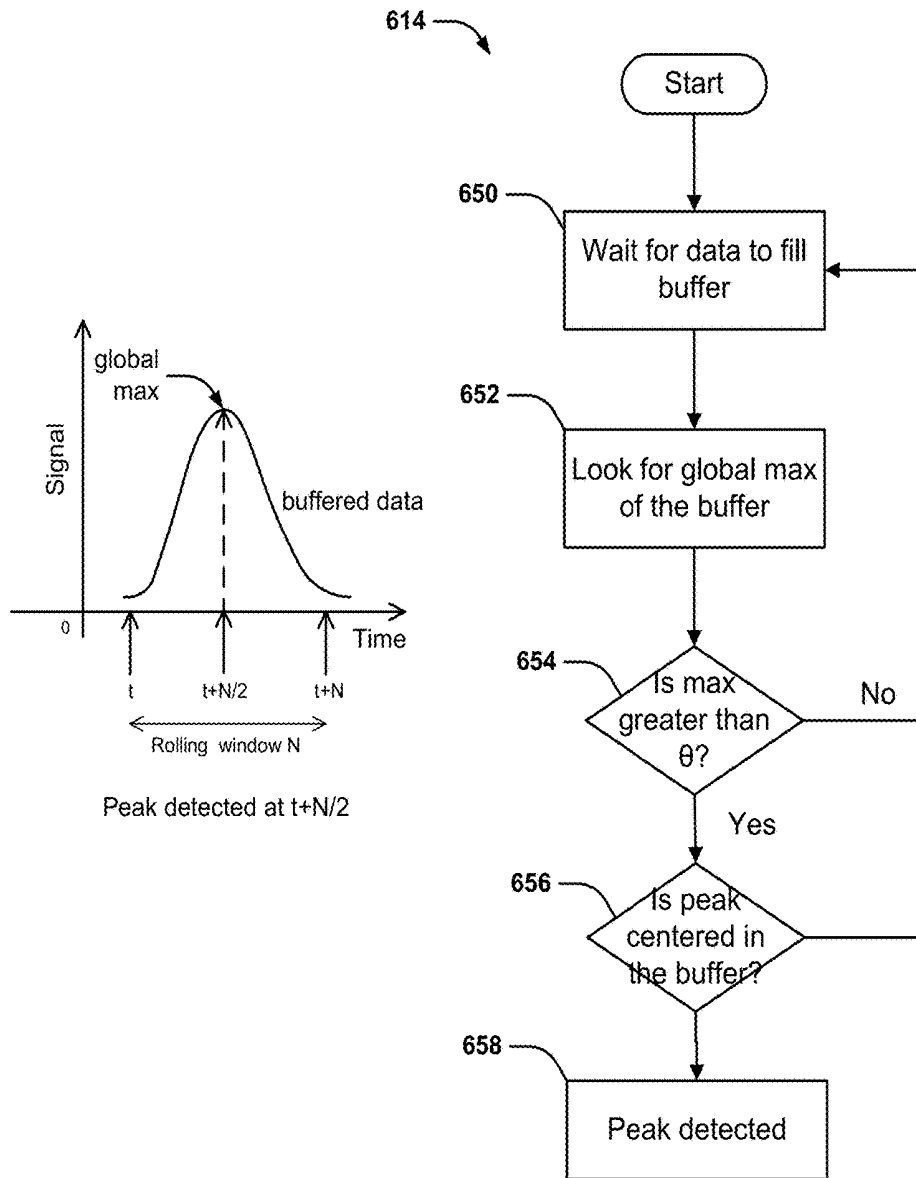 614
Start
650
Wait for data to fill
buffer
652
Look for global max
of the buffer
654
Is max
greater than
θ?
No
Yes
656
Is peak
centered in
the buffer?
658
Peak detected
global
max
Signal
buffered data
0
Time
t
t+N/2
t+N
Rolling window N
Peak detected at t+N/2